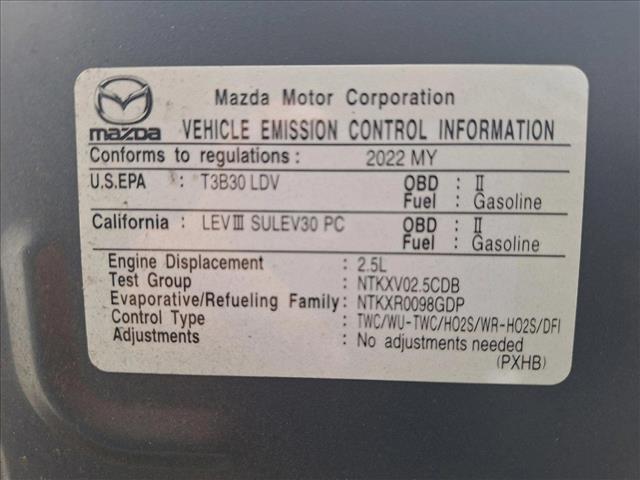 Mazda Motor Corporation
mazda VEHICLE EMISSION CONTROL INFORMATION
Conforms to regulations : 2022 MY
U.S.EPA : T3B30 LDV OBD : II
Fuel : Gasoline
California : LEVIII SULEV30 PC OBD : II
Fuel : Gasoline
Engine Displacement : 2.5L
Test Group : NTKXV02.5CDB
Evaporative/Refueling Family: NTKXR0098GDP
Control Type : TWC/WU-TWC/HO2S/WR-HO2S/DFI
Adjustments : No adjustments needed
(PXHB)